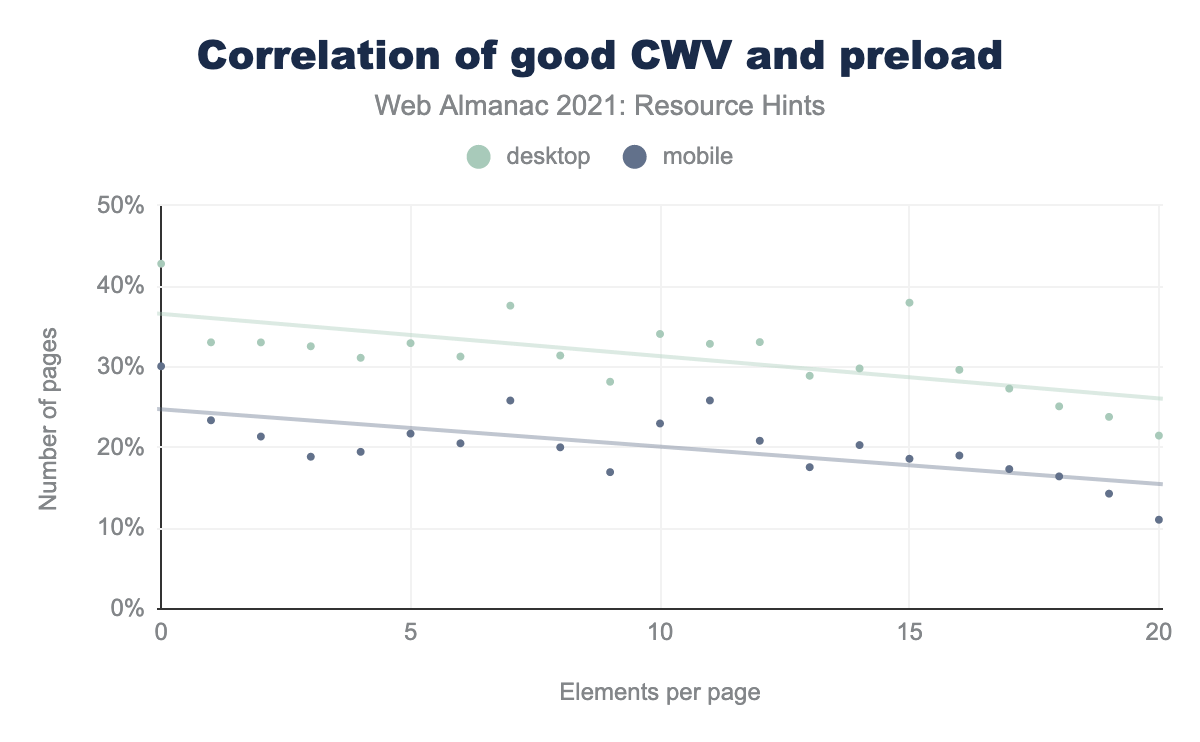 Correlation of good CWV and preload
Web Almanac 2021: Resource Hints
desktop mobile
50%
40%
30%
20%
10%
0%
Number of pages
0 5 10 15 20
Elements per page